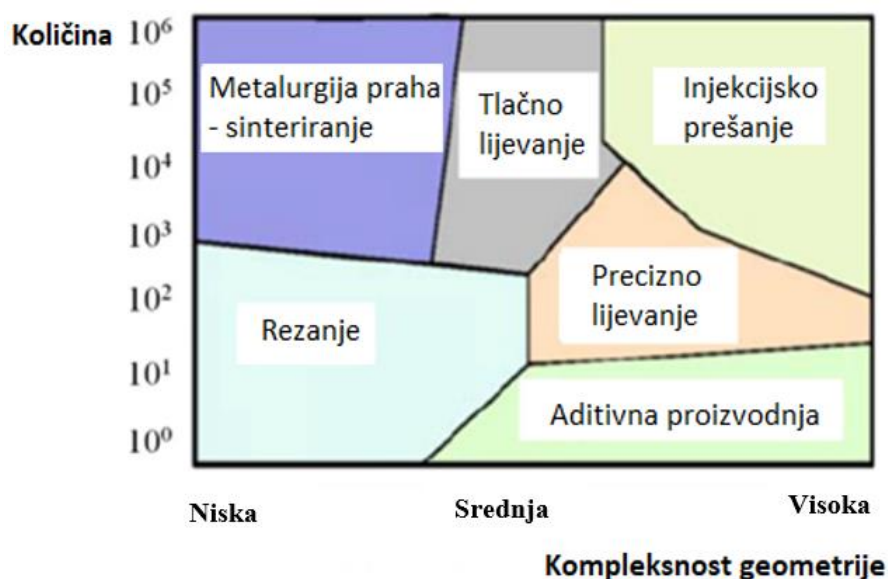 Količina
10⁶
10⁵
10⁴
10³
10²
10¹
10⁰
Metalurgija praha
- sinteriranje
Tlačno
lijevanje
Injekcijsko
prešanje
Rezanje
Precizno
lijevanje
Aditivna proizvodnja
Niska
Srednja
Visoka
Kompleksnost geometrije